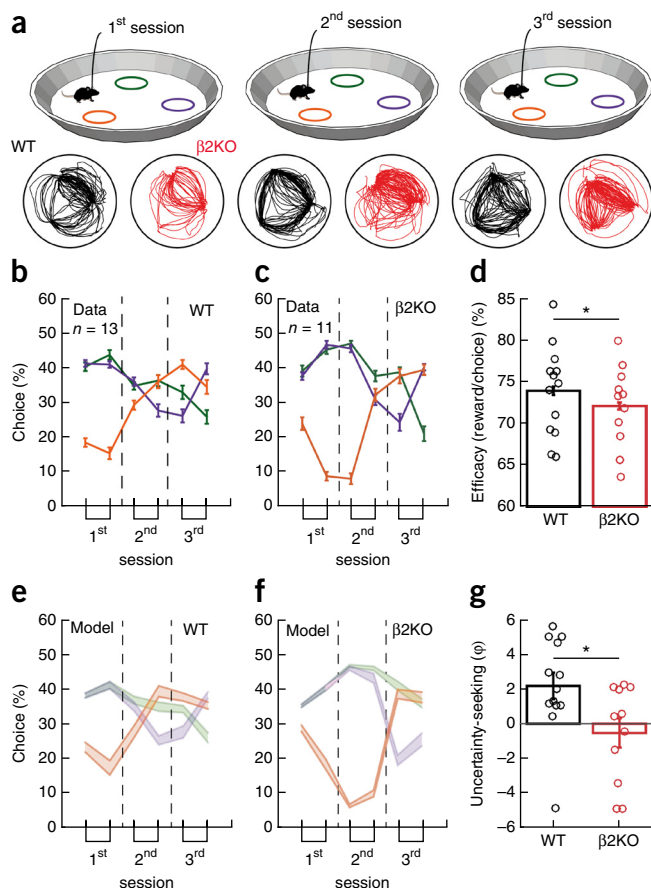 a
1st session
2nd session
3rd session
WT
β2KO
b
Data
n = 13
WT
Choice (%)
60
50
40
30
20
10
0
1st
2nd
3rd
session
c
Data
n = 11
β2KO
60
50
40
30
20
10
0
1st
2nd
3rd
session
d
*
Efficacy (reward/choice) (%)
85
80
75
70
65
60
WT
β2KO
e
Model
WT
Choice (%)
60
50
40
30
20
10
0
1st
2nd
3rd
session
f
Model
β2KO
60
50
40
30
20
10
0
1st
2nd
3rd
session
g
*
Uncertainty-seeking (φ)
6
4
2
0
−2
−4
−6
WT
β2KO